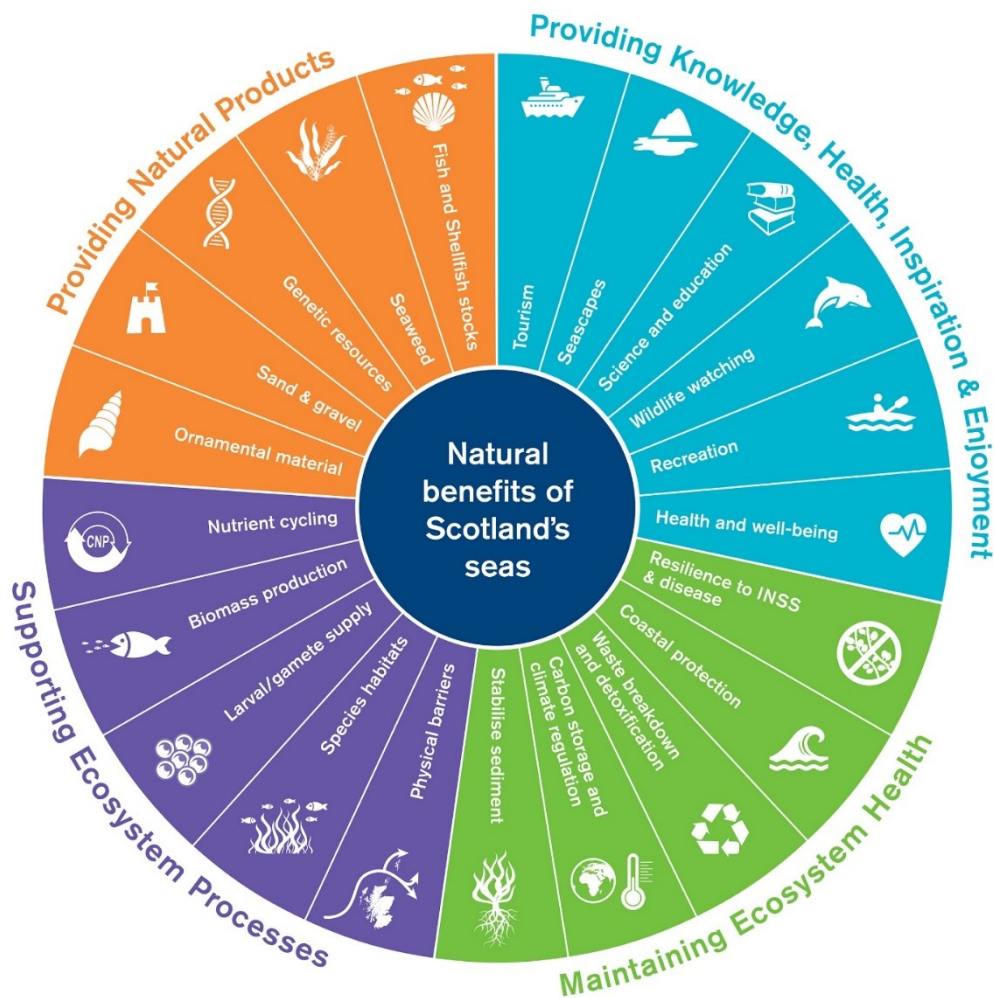 Providing Natural Products
Providing Knowledge, Health, Inspiration & Enjoyment
Fish and Shellfish stocks
Seaweed
Genetic resources
Sand & gravel
Ornamental material
Tourism
Seascapes
Science and education
Wildlife watching
Recreation
Health and well-being
Natural
benefits of
Scotland's
seas
Nutrient cycling
CNP
Biomass production
Larval/gamete supply
Species habitats
Physical barriers
Resilience to INSS
& disease
Coastal protection
Waste breakdown
and detoxification
Carbon storage and
climate regulation
Stabilise sediment
Supporting Ecosystem Processes
Maintaining Ecosystem Health